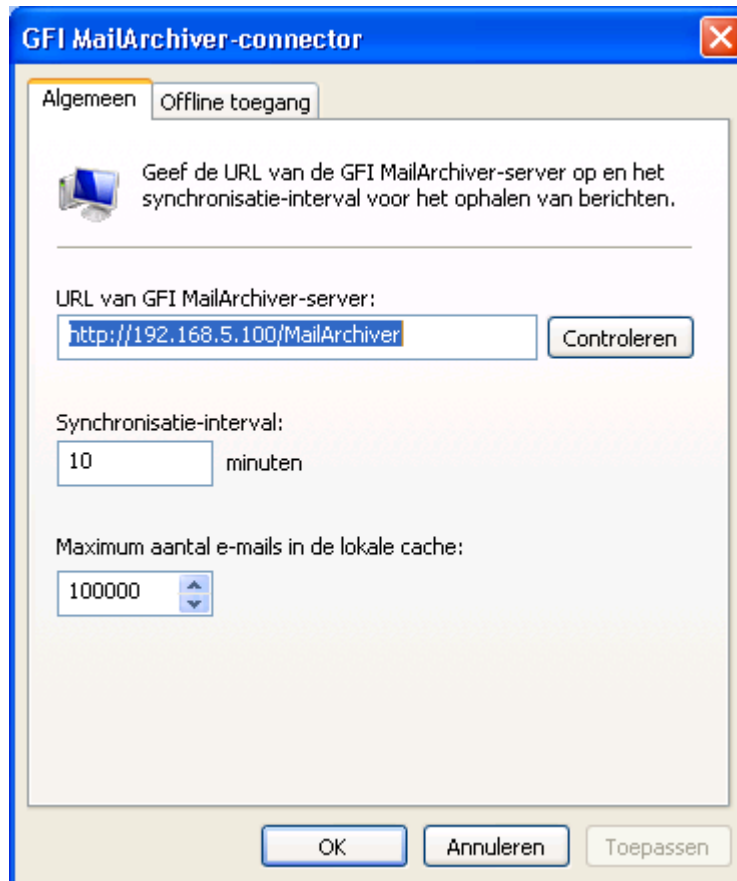 GFI MailArchiver-connector
Algemeen
Offline toegang
Geef de URL van de GFI MailArchiver-server op en het
synchronisatie-interval voor het ophalen van berichten.
URL van GFI MailArchiver-server:
http://192.168.5.100/MailArchiver
Controleren
Synchronisatie-interval:
10
minuten
Maximum aantal e-mails in de lokale cache:
100000
OK
Annuleren
Toepassen